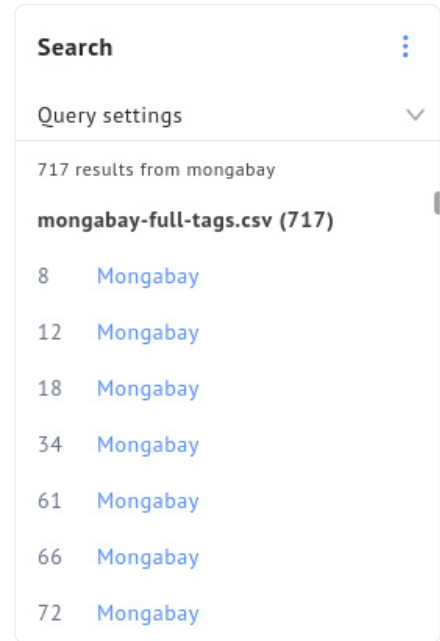 Search
Query settings
717 results from mongabay
mongabay-full-tags.csv (717)
8 Mongabay
12 Mongabay
18 Mongabay
34 Mongabay
61 Mongabay
66 Mongabay
72 Mongabay